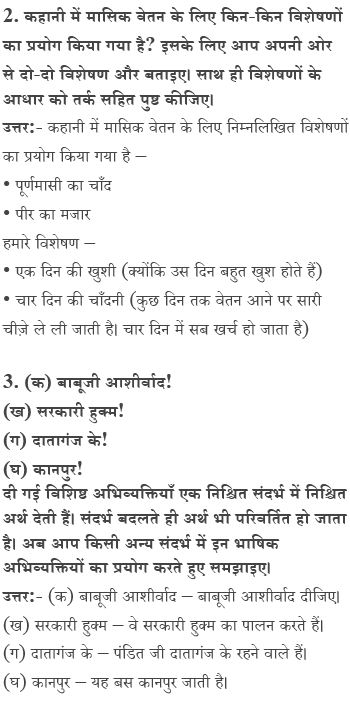 2. कहानी में मासिक वेतन के लिए किन-किन विशेषणों
का प्रयोग किया गया है? इसके लिए आप अपनी ओर
से दो-दो विशेषण और बताइए। साथ ही विशेषणों के
आधार को तर्क सहित पुष्ट कीजिए।
उत्तर:- कहानी में मासिक वेतन के लिए निम्नलिखित विशेषणों
का प्रयोग किया गया है –
• पूर्णमासी का चाँद
• पीर का मजार
हमारे विशेषण –
• एक दिन की खुशी (क्योंकि उस दिन बहुत खुश होते हैं)
• चार दिन की चाँदनी (कुछ दिन तक वेतन आने पर सारी
चीज़े ले ली जाती है। चार दिन में सब खर्च हो जाता है)
3. (क) बाबूजी आशीर्वाद!
(ख) सरकारी हुक्म!
(ग) दातागंज के!
(घ) कानपुर!
दी गई विशिष्ट अभिव्यक्तियाँ एक निश्चित संदर्भ में निश्चित
अर्थ देती हैं। संदर्भ बदलते ही अर्थ भी परिवर्तित हो जाता
है। अब आप किसी अन्य संदर्भ में इन भाषिक
अभिव्यक्तियों का प्रयोग करते हुए समझाइए।
उत्तर:- (क) बाबूजी आशीर्वाद – बाबूजी आशीर्वाद दीजिए।
(ख) सरकारी हुक्म – वे सरकारी हुक्म का पालन करते हैं।
(ग) दातागंज के – पंडित जी दातागंज के रहने वाले हैं।
(घ) कानपुर – यह बस कानपुर जाती है।